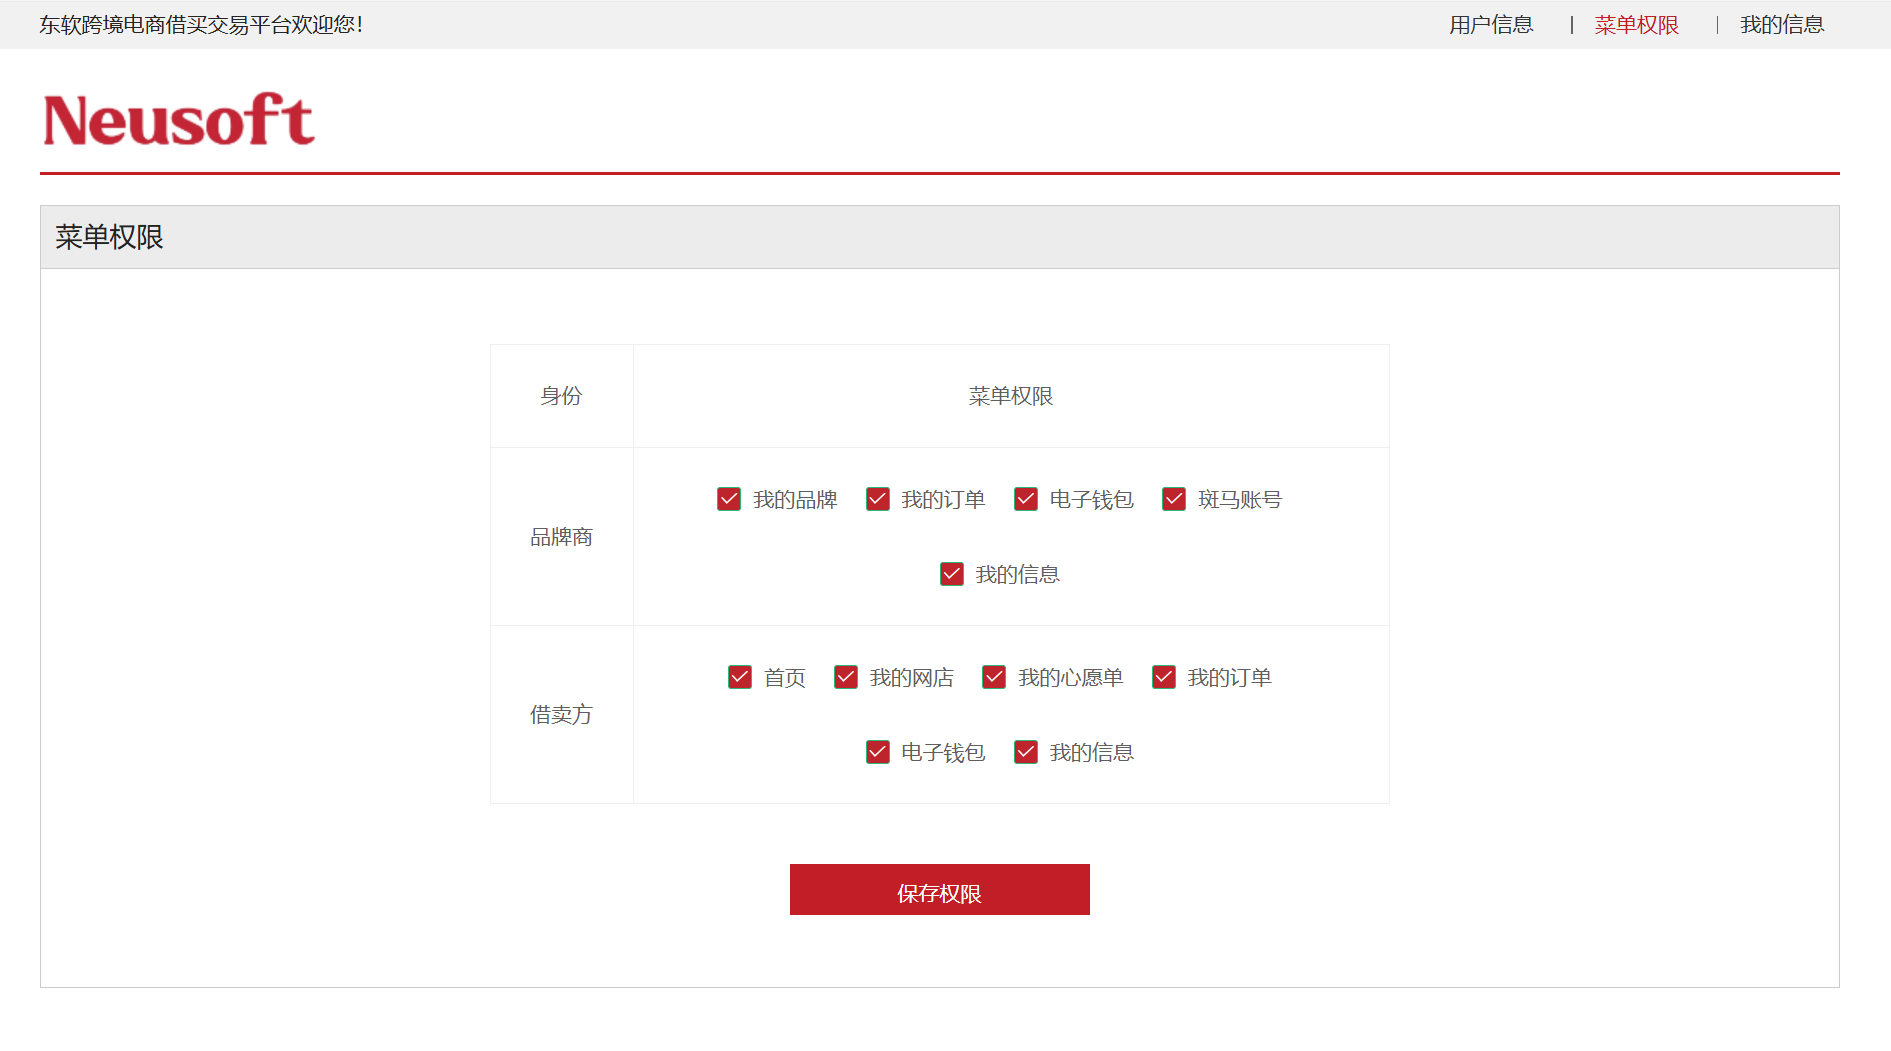 东软跨境电商借买交易平台欢迎您！
用户信息 | 菜单权限 | 我的信息
Neusoft
菜单权限
身份 菜单权限
我的品牌 我的订单 电子钱包 斑马账号
品牌商
我的信息
首页 我的网店 我的心愿单 我的订单
借卖方
电子钱包 我的信息
保存权限